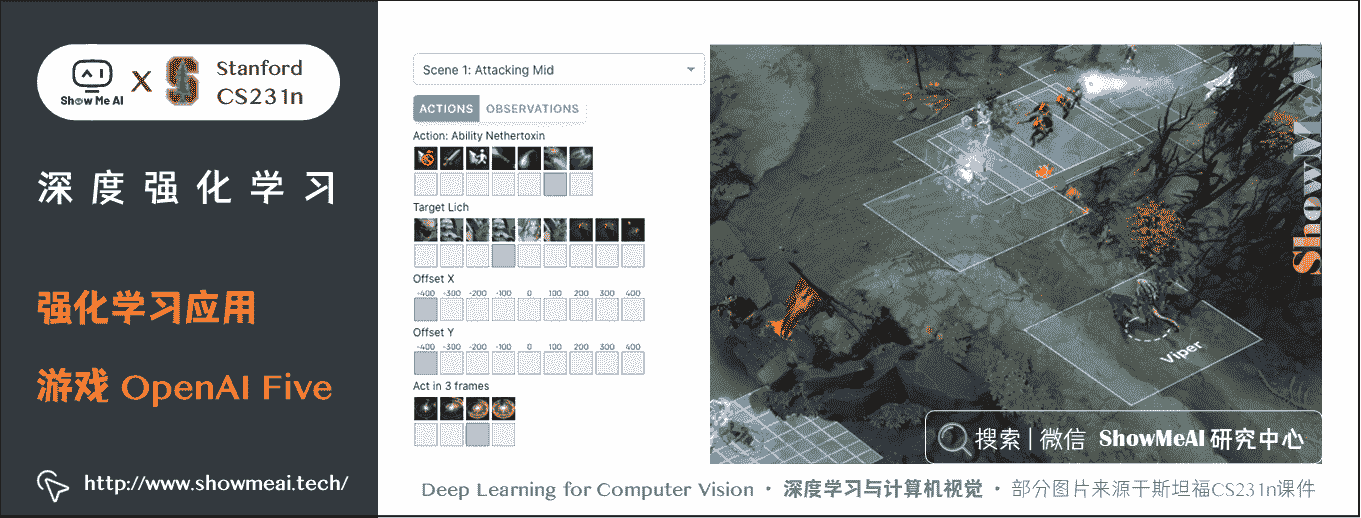 Show Me AI
X
Stanford
CS231n
深度强化学习
强化学习应用
游戏 OpenAI Five
http://www.showmeai.tech/
Scene 1: Attacking Mid
ACTIONS OBSERVATIONS
Action: Ability Nethertoxin
Target Lich
Offset X
-400 -300 -200 -100 0 100 200 300 400
Offset Y
-400 -300 -200 -100 0 100 200 300 400
Act in 3 frames
Viper
ShowMeAI
搜索 | 微信 ShowMeAI 研究中心
Deep Learning for Computer Vision · 深度学习与计算机视觉 · 部分图片来源于斯坦福CS231n课件